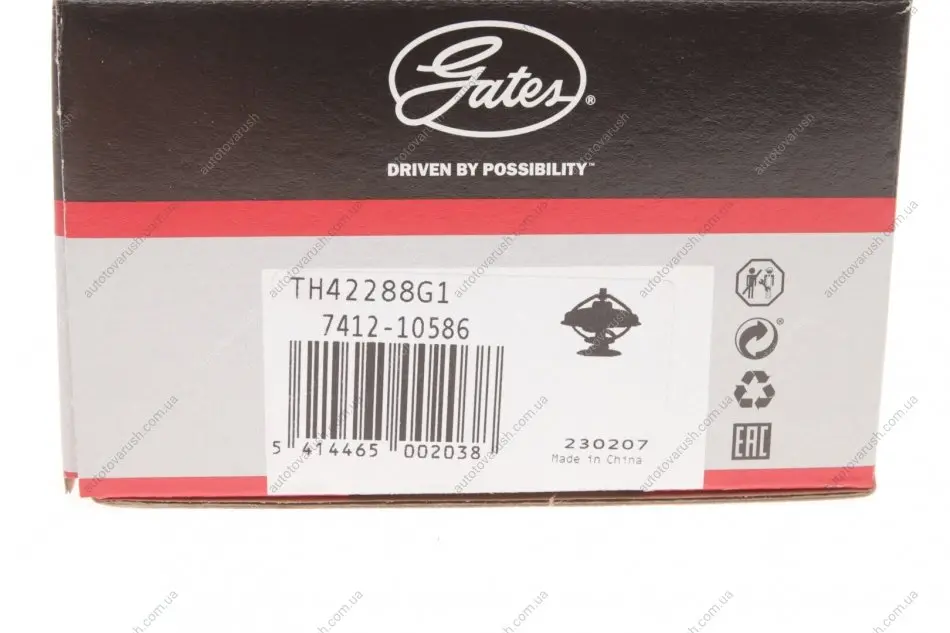 Gates®
DRIVEN BY POSSIBILITY™
TH42288G1
7412-10586
5 414465 002038
230207
Made in China
EAC
autotovarush.com.ua